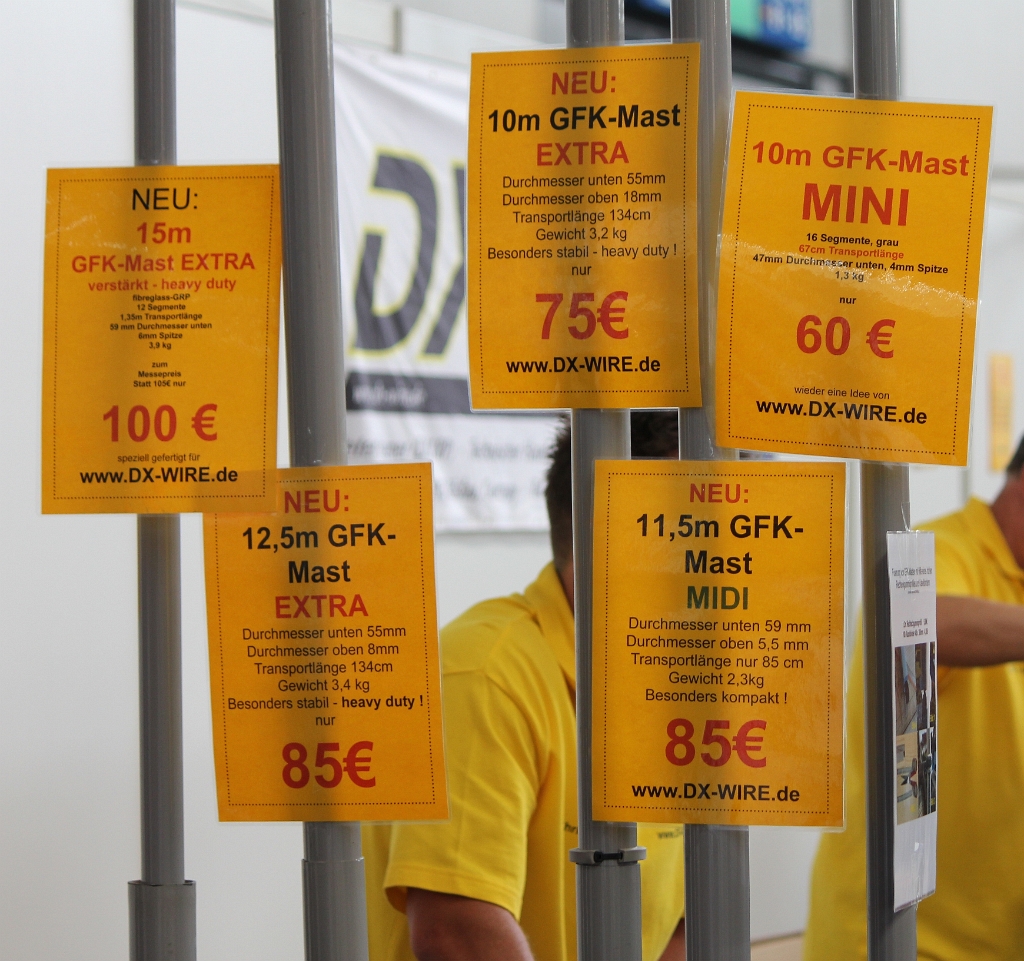 NEU:
15m
GFK-Mast EXTRA
verstärkt - heavy duty
fibreglass-GRP
12 Segmente
1,35m Transportlänge
59 mm Durchmesser unten
6mm Spitze
3,9 kg
zum
Messepreis
Statt 105€ nur
100 €
speziell gefertigt für
www.DX-WIRE.de
NEU:
12,5m GFK-
Mast
EXTRA
Durchmesser unten 55mm
Durchmesser oben 8mm
Transportlänge 134cm
Gewicht 3,4 kg
Besonders stabil - heavy duty !
nur
85€
DX
NEU:
10m GFK-Mast
EXTRA
Durchmesser unten 55mm
Durchmesser oben 18mm
Transportlänge 134cm
Gewicht 3,2 kg
Besonders stabil - heavy duty !
nur
75€
www.DX-WIRE.de
NEU:
11,5m GFK-
Mast
MIDI
Durchmesser unten 59 mm
Durchmesser oben 5,5 mm
Transportlänge nur 85 cm
Gewicht 2,3kg
Besonders kompakt !
85€
www.DX-WIRE.de
10m GFK-Mast
MINI
16 Segmente, grau
67cm Transportlänge
47mm Durchmesser unten, 4mm Spitze
1,3 kg
nur
60 €
wieder eine Idee von
www.DX-WIRE.de